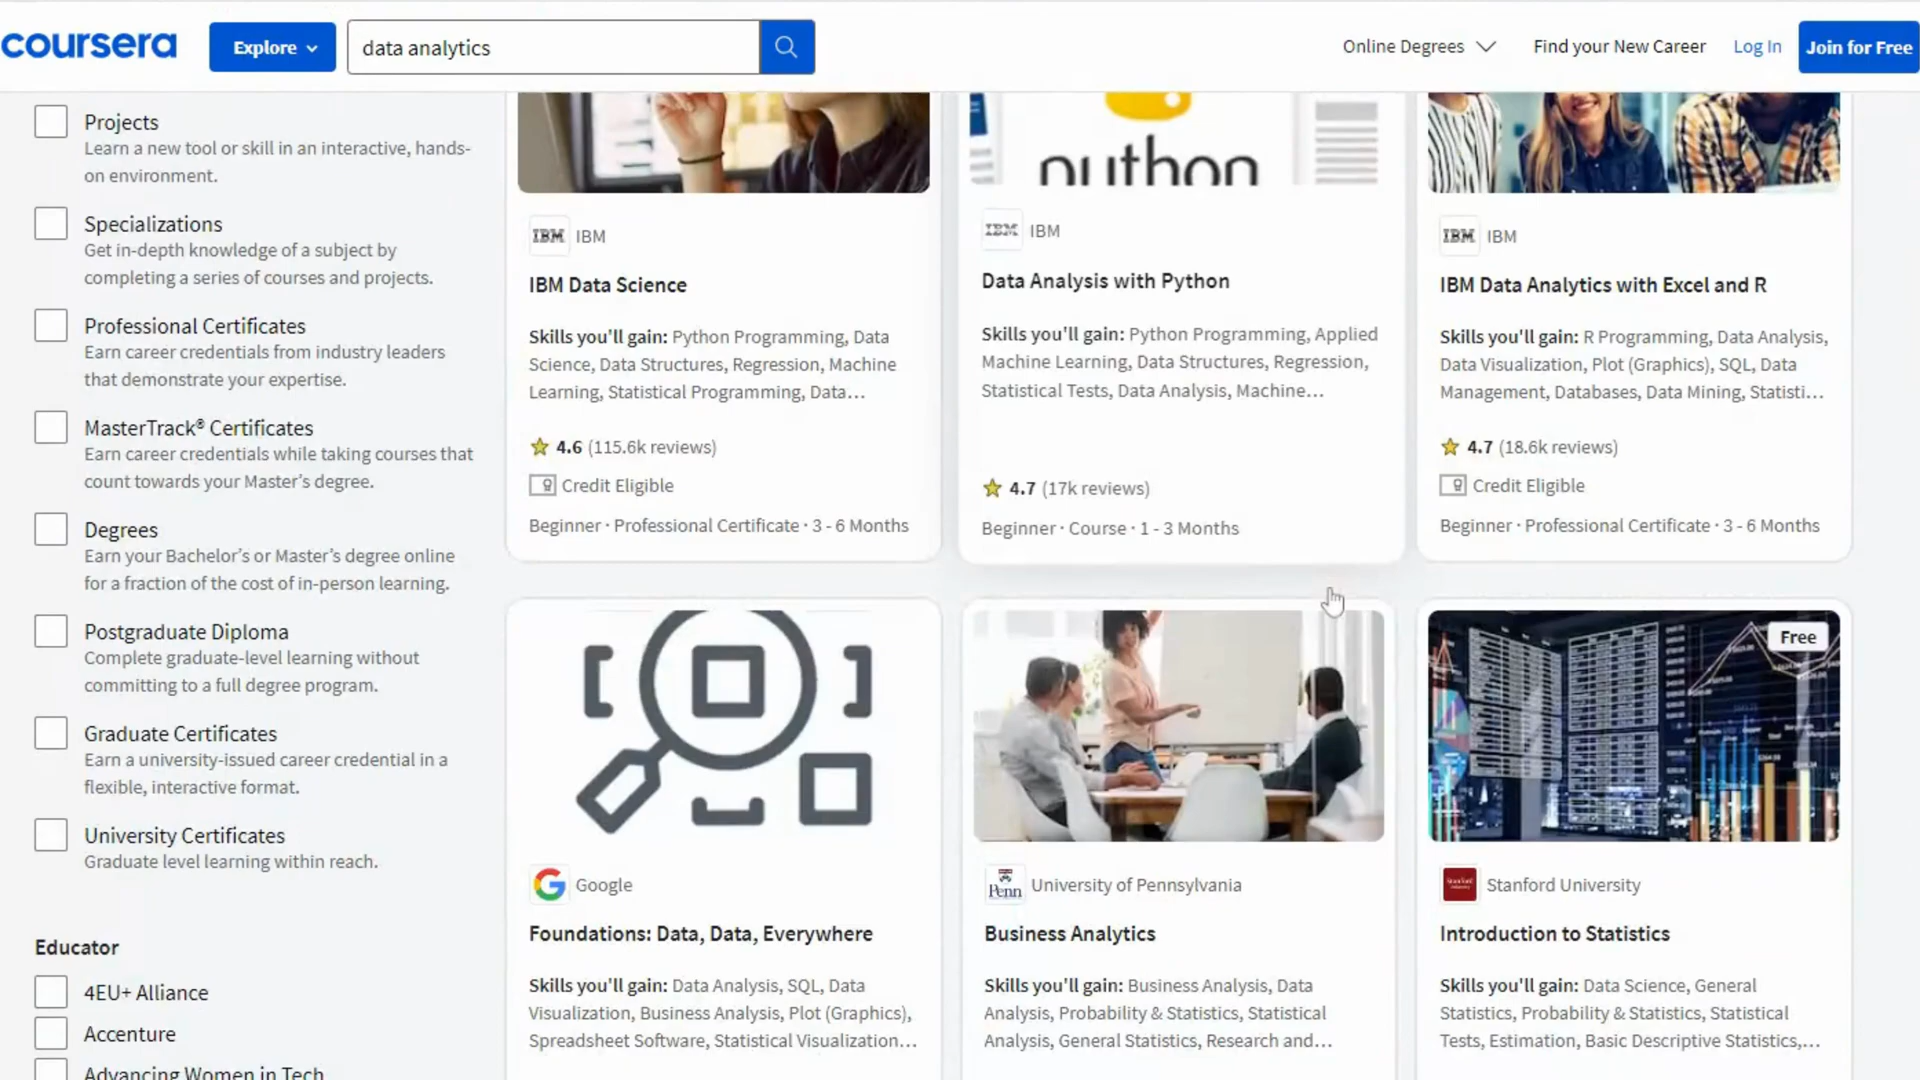 coursera
Explore
data analytics
Online Degrees
Find your New Career
Log In
Join for Free
Projects
Learn a new tool or skill in an interactive, hands-
on environment.
Specializations
Get in-depth knowledge of a subject by
completing a series of courses and projects.
Professional Certificates
Earn career credentials from industry leaders
that demonstrate your expertise.
MasterTrack® Certificates
Earn career credentials while taking courses that
count towards your Master’s degree.
Degrees
Earn your Bachelor’s or Master’s degree online
for a fraction of the cost of in-person learning.
Postgraduate Diploma
Complete graduate-level learning without
committing to a full degree program.
Graduate Certificates
Earn a university-issued career credential in a
flexible, interactive format.
University Certificates
Graduate level learning within reach.
Educator
4EU+ Alliance
Accenture
Advancing Women in Tech
IBM IBM
IBM Data Science
Skills you'll gain: Python Programming, Data
Science, Data Structures, Regression, Machine
Learning, Statistical Programming, Data...
4.6 (115.6k reviews)
Credit Eligible
Beginner · Professional Certificate · 3 - 6 Months
python
IBM IBM
Data Analysis with Python
Skills you'll gain: Python Programming, Applied
Machine Learning, Data Structures, Regression,
Statistical Tests, Data Analysis, Machine...
4.7 (17k reviews)
Beginner · Course · 1 - 3 Months
IBM IBM
IBM Data Analytics with Excel and R
Skills you'll gain: R Programming, Data Analysis,
Data Visualization, Plot (Graphics), SQL, Data
Management, Databases, Data Mining, Statisti...
4.7 (18.6k reviews)
Credit Eligible
Beginner · Professional Certificate · 3 - 6 Months
Google
Foundations: Data, Data, Everywhere
Skills you'll gain: Data Analysis, SQL, Data
Visualization, Business Analysis, Plot (Graphics),
Spreadsheet Software, Statistical Visualization...
Penn University of Pennsylvania
Business Analytics
Skills you'll gain: Business Analysis, Data
Analysis, Probability & Statistics, Statistical
Analysis, General Statistics, Research and...
Free
Stanford University
Introduction to Statistics
Skills you'll gain: Data Science, General
Statistics, Probability & Statistics, Statistical
Tests, Estimation, Basic Descriptive Statistics,...